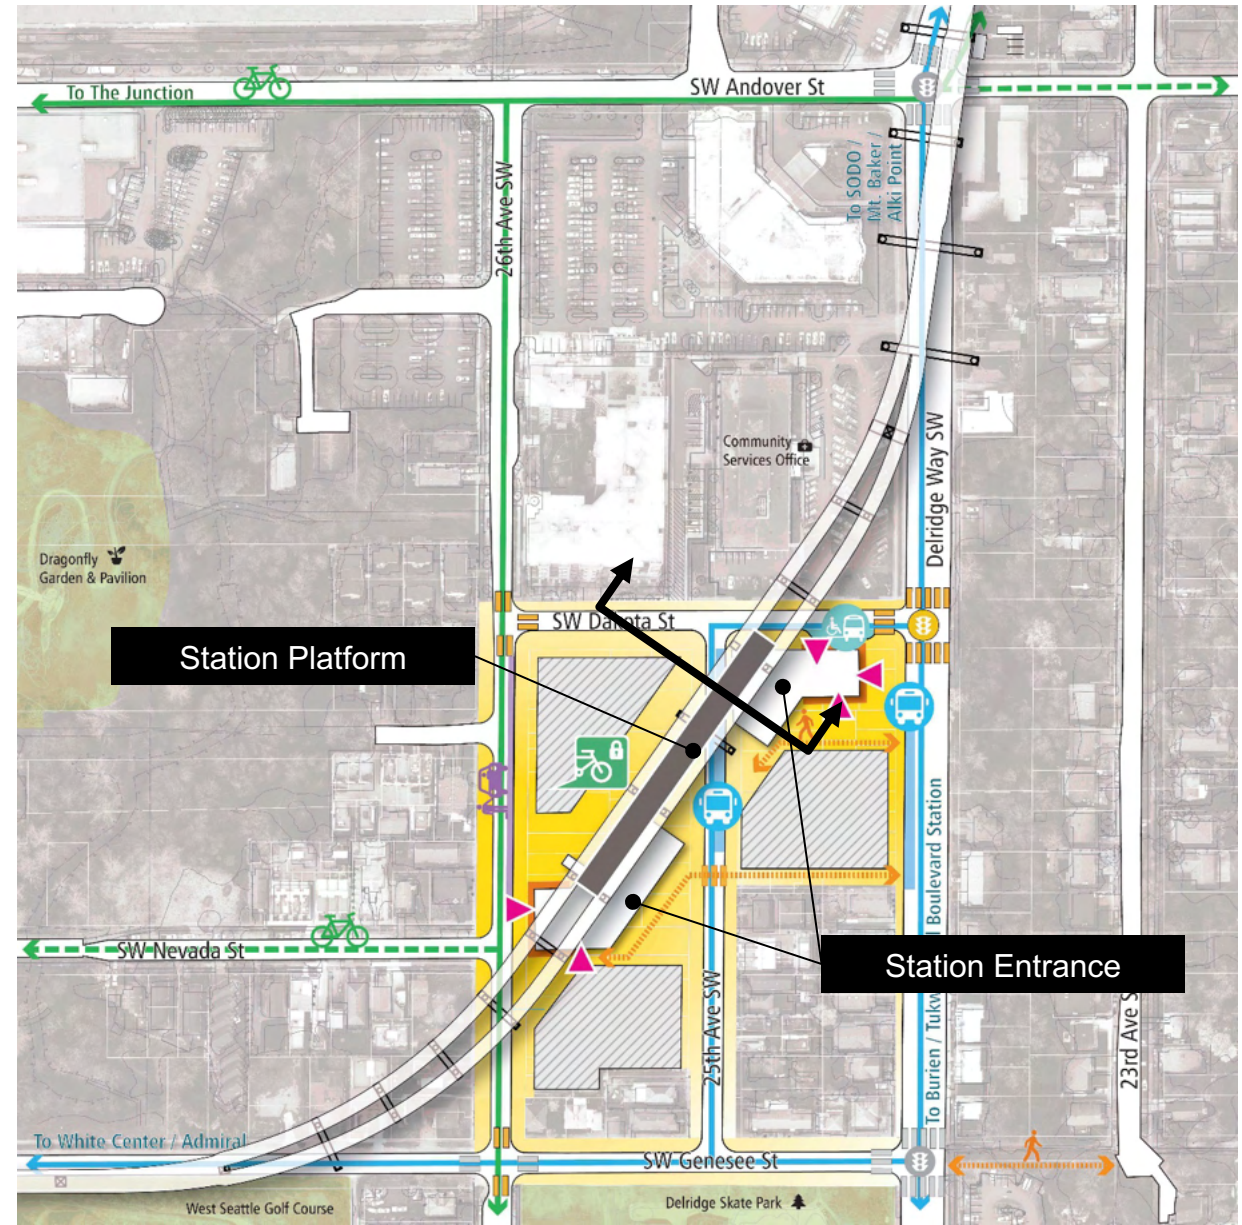 To The Junction
SW Andover St
26th Ave SW
To SODO /
Mt. Baker /
Alki Point
Community
Services Office
Delridge Way SW
Dragonfly
Garden & Pavilion
SW Dakota St
Station Platform
SW Nevada St
Station Entrance
25th Ave SW
To Burien / Tukw
l Boulevard Station
23rd Ave S
To White Center / Admiral
SW Genesee St
West Seattle Golf Course
Delridge Skate Park